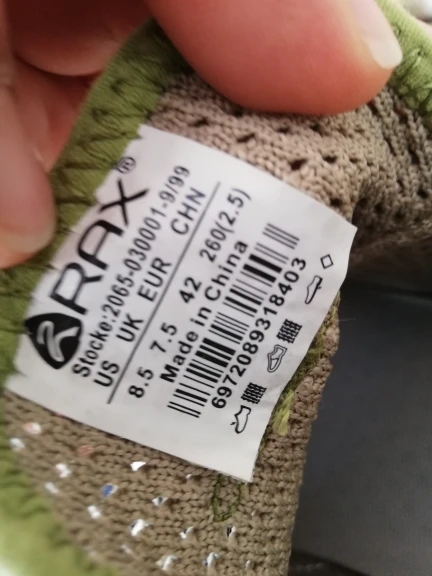 RAX®
Stocke:2065-030001-9/99
US UK EUR CHN
8.5 7.5 42 260(2.5)
Made in China
6972089318403